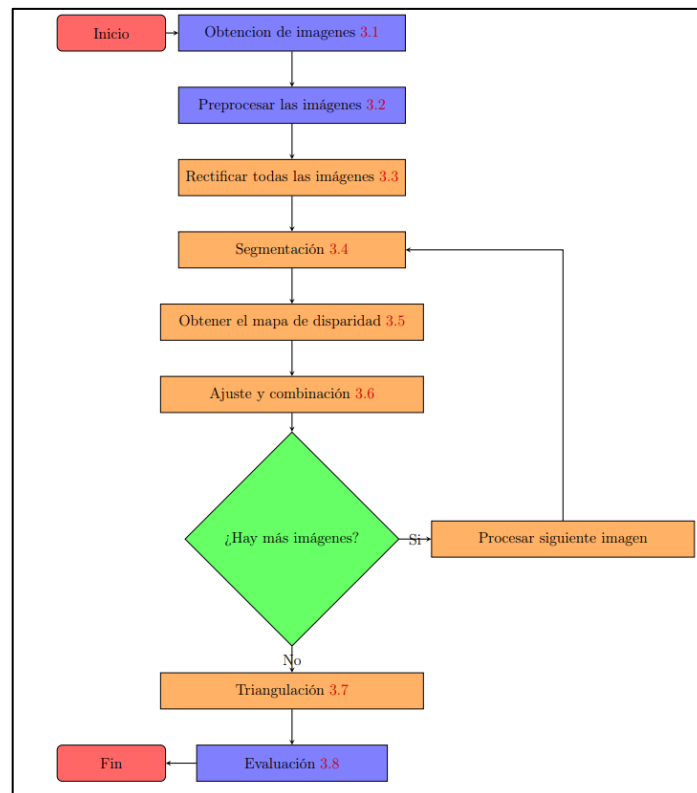 Inicio
Obtencion de imagenes 3.1
Preprocesar las imágenes 3.2
Rectificar todas las imágenes 3.3
Segmentación 3.4
Obtener el mapa de disparidad 3.5
Ajuste y combinación 3.6
¿Hay más imágenes?
Si
Procesar siguiente imagen
No
Triangulación 3.7
Fin
Evaluación 3.8